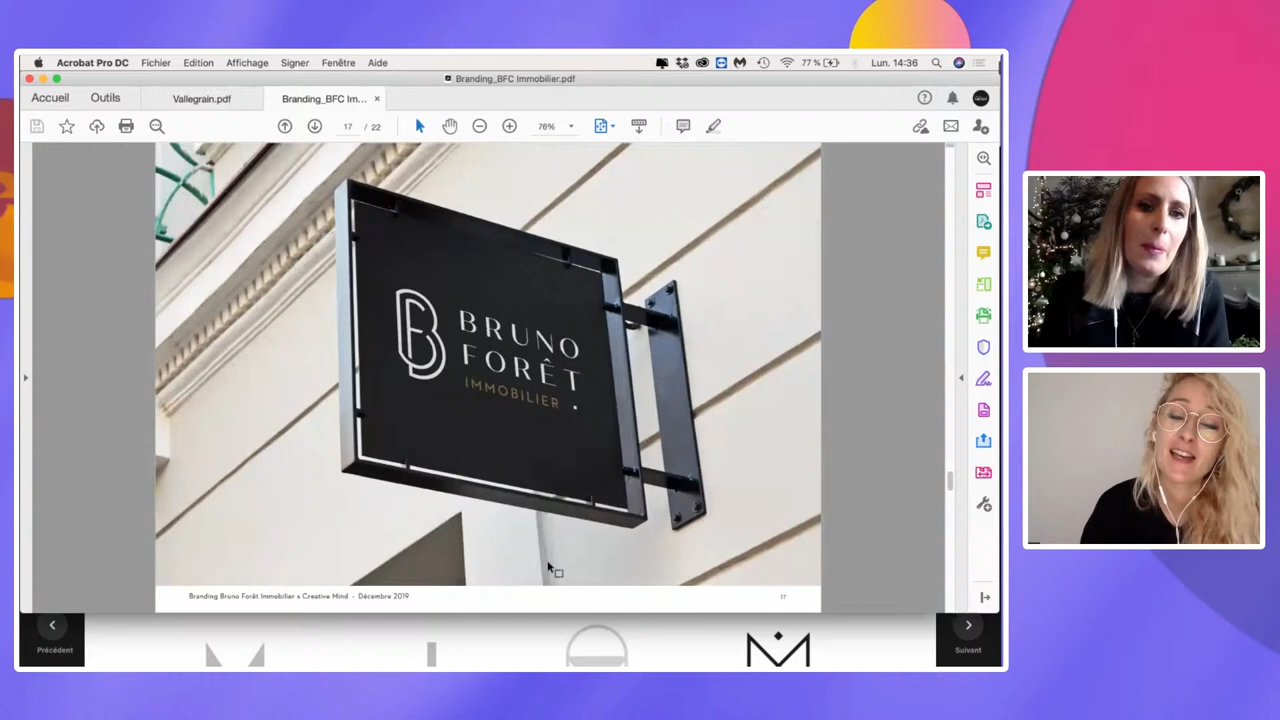 Acrobat Pro DC Fichier Edition Affichage Signer Fenêtre Aide 77 % Lun. 14:36
Branding_BFC Immobilier.pdf
Accueil Outils Vallegrain.pdf Branding_BFC Im... ×
17 / 22 76%
BRUNO
FORÊT
IMMOBILIER
Branding Bruno Forêt Immobilier x Creative Mind - Décembre 2019 17
Précédent Suivant